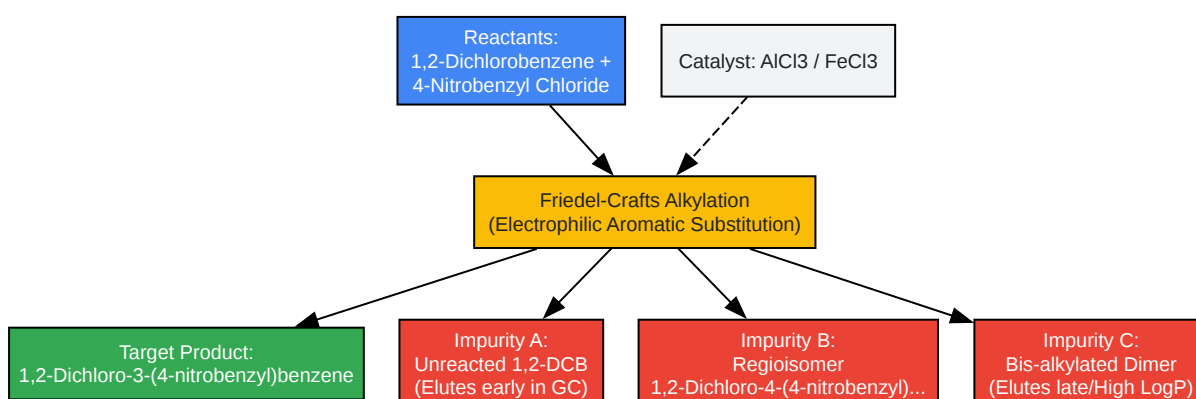 Reactants:
1,2-Dichlorobenzene +
4-Nitrobenzyl Chloride
Catalyst: AlCl3 / FeCl3
Friedel-Crafts Alkylation
(Electrophilic Aromatic Substitution)
Target Product:
1,2-Dichloro-3-(4-nitrobenzyl)benzene
Impurity A:
Unreacted 1,2-DCB
(Elutes early in GC)
Impurity B:
Regioisomer
1,2-Dichloro-4-(4-nitrobenzyl)...
Impurity C:
Bis-alkylated Dimer
(Elutes late/High LogP)